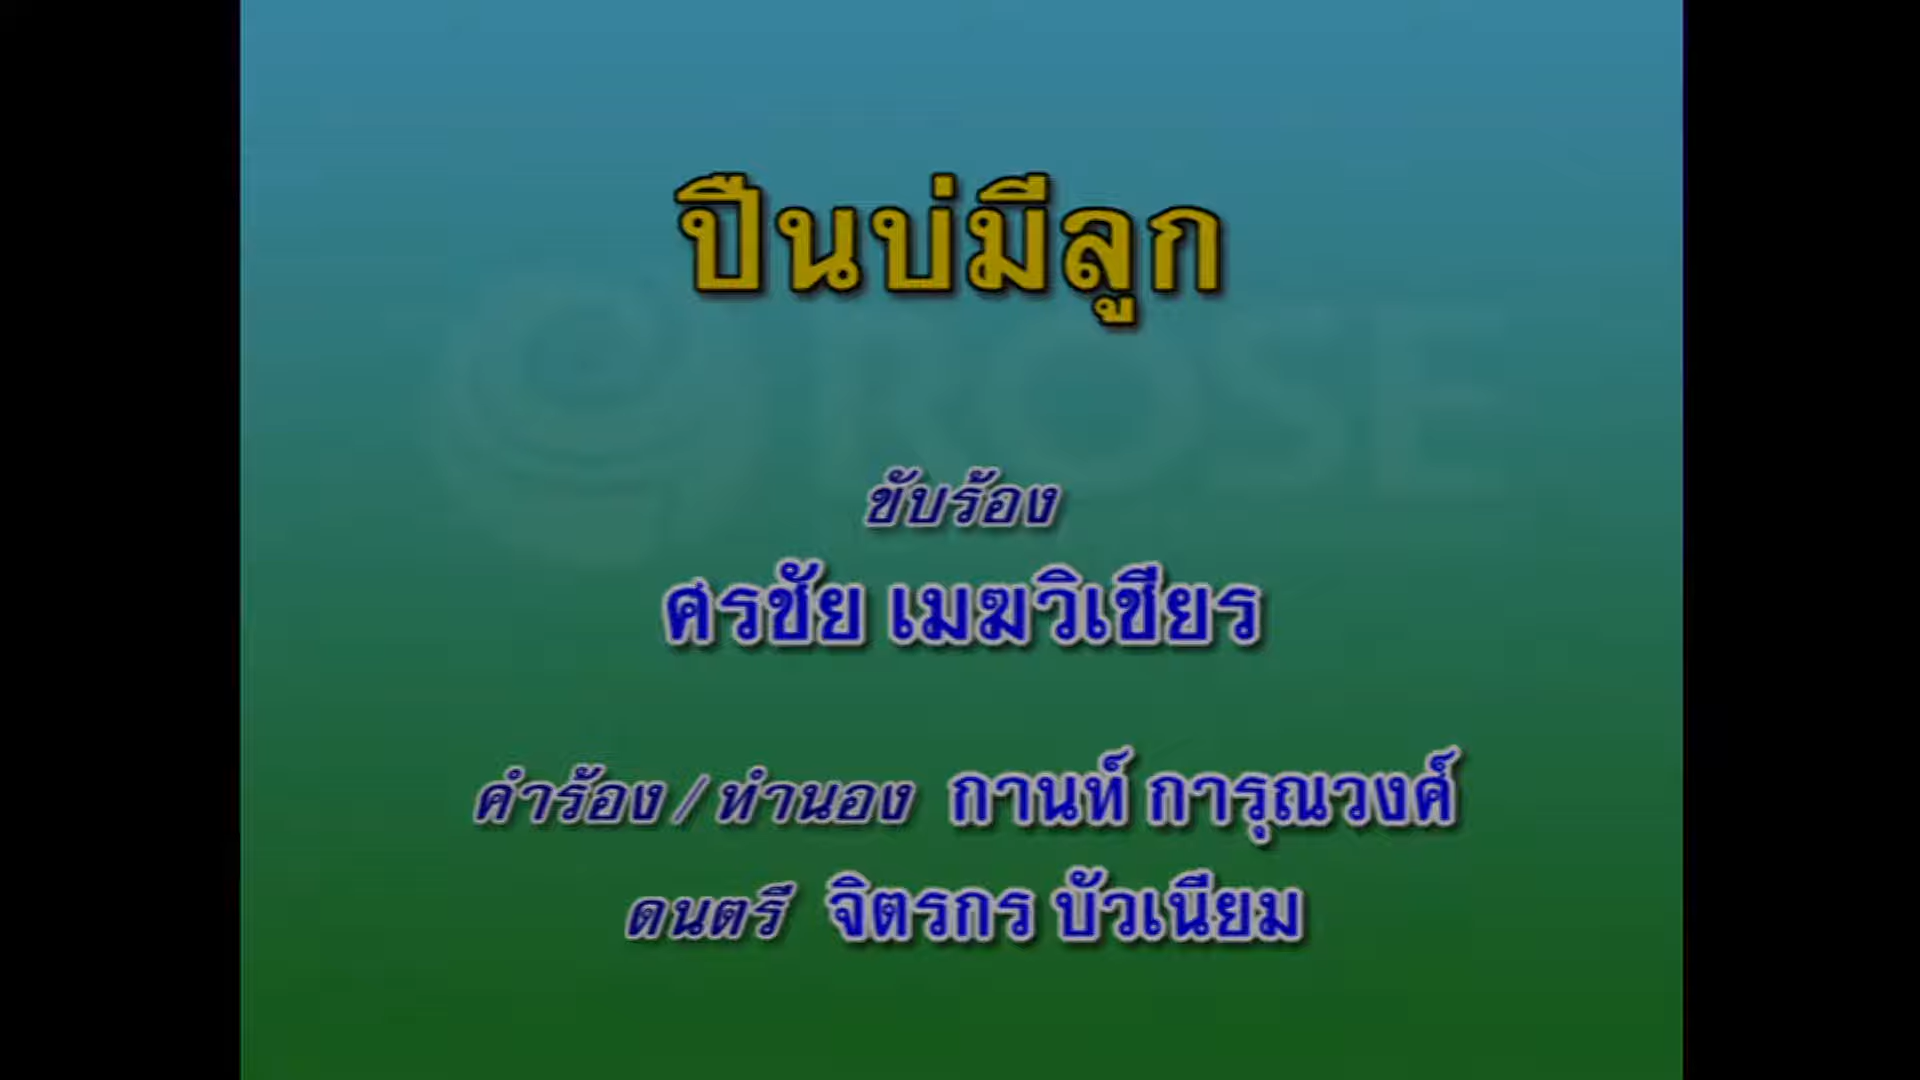 ปืนบ่มีลูก
ROSE
ขับร้อง
ศรชัย เมฆวิเชียร
คำร้อง / ทำนอง กานท์ การุณวงศ์
ดนตรี จิตรกร บัวเนียม